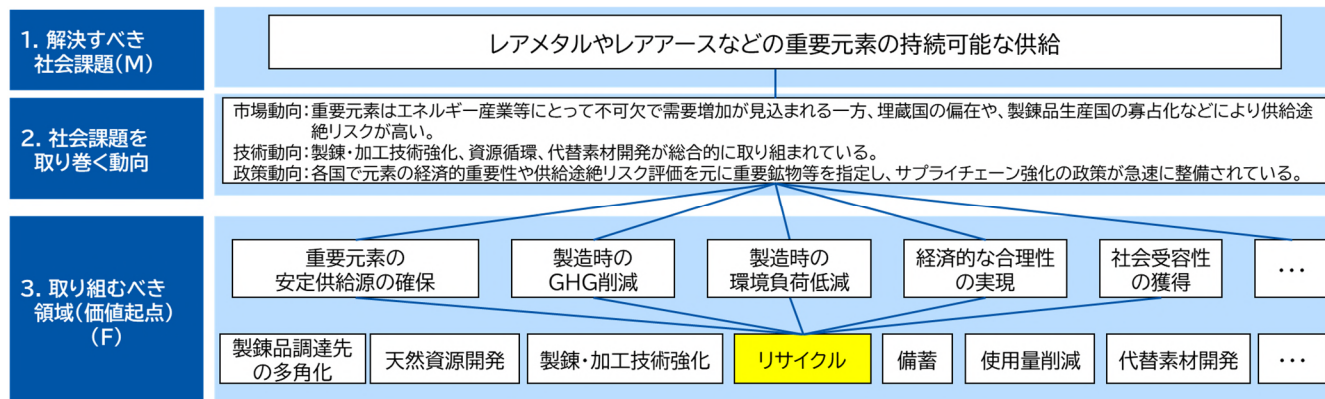 1. 解決すべき
社会課題(M)
レアメタルやレアアースなどの重要元素の持続可能な供給
2. 社会課題を
取り巻く動向
市場動向:重要元素はエネルギー産業等にとって不可欠で需要増加が見込まれる一方、埋蔵国の偏在や、製錬品生産国の寡占化などにより供給途
絶リスクが高い。
技術動向:製錬・加工技術強化、資源循環、代替素材開発が総合的に取り組まれている。
政策動向:各国で元素の経済的重要性や供給途絶リスク評価を元に重要鉱物等を指定し、サプライチェーン強化の政策が急速に整備されている。
3. 取り組むべき
領域(価値起点)
(F)
重要元素の
安定供給源の確保
製造時の
GHG削減
製造時の
環境負荷低減
経済的な合理性
の実現
社会受容性
の獲得
…
製錬品調達先
の多角化
天然資源開発
製錬・加工技術強化
リサイクル
備蓄
使用量削減
代替素材開発
…